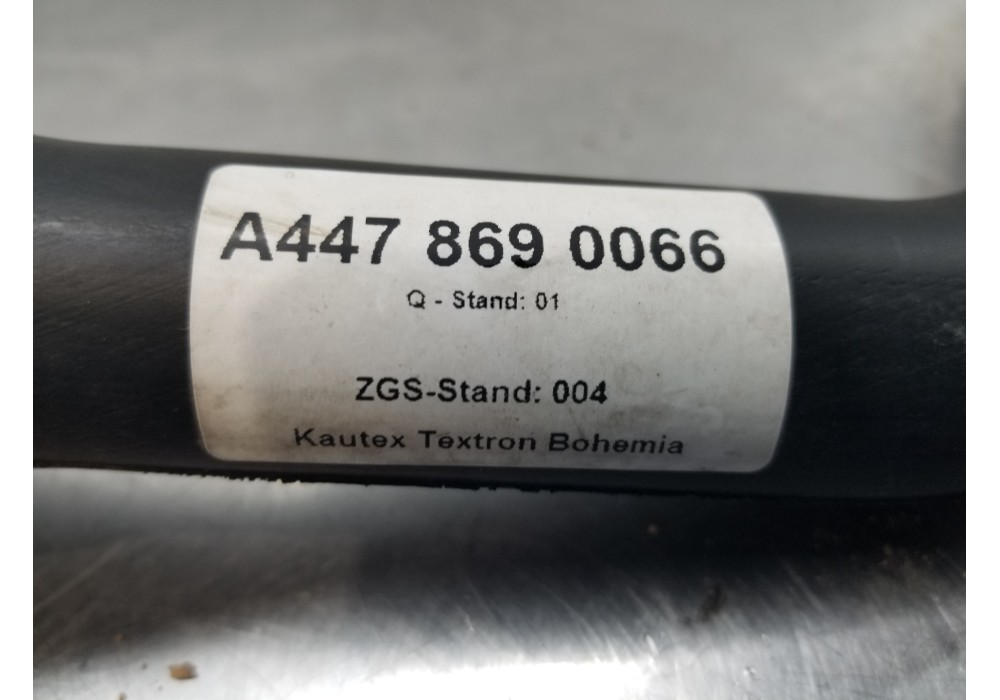 A447 869 0066
Q - Stand: 01
ZGS-Stand: 004
Kautex Textron Bohemia